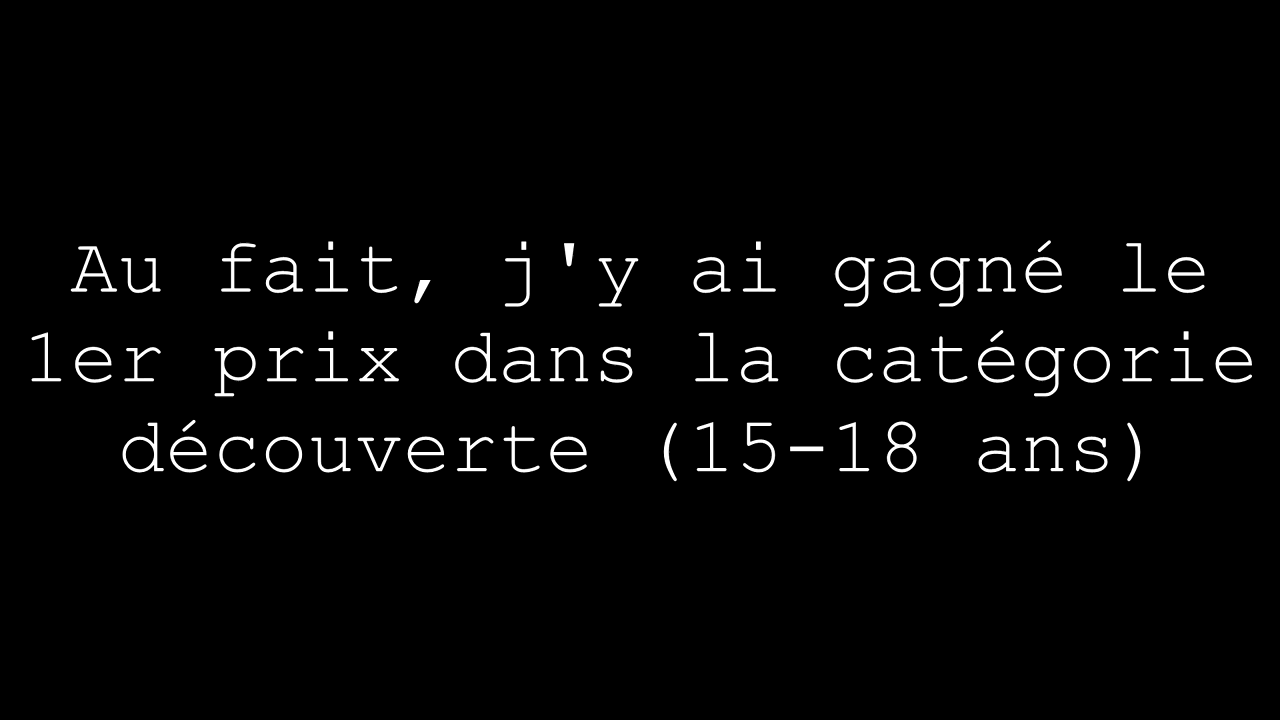 Au fait, j'y ai gagné le
1er prix dans la catégorie
découverte (15-18 ans)